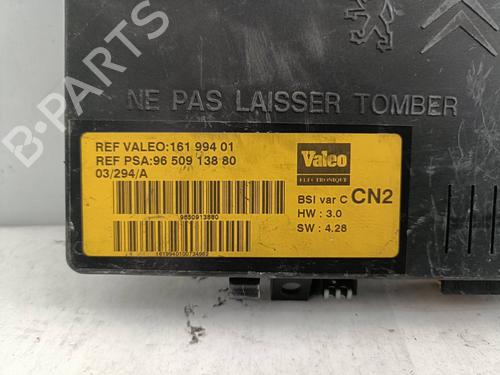 NE PAS LAISSER TOMBER
REF VALEO:161 994 01
REF PSA:96 509 138 80
03/294/A
Valeo
ELECTRONIQUE
BSI var C CN2
HW : 3.0
SW : 4.28
9650913880
B-Parts